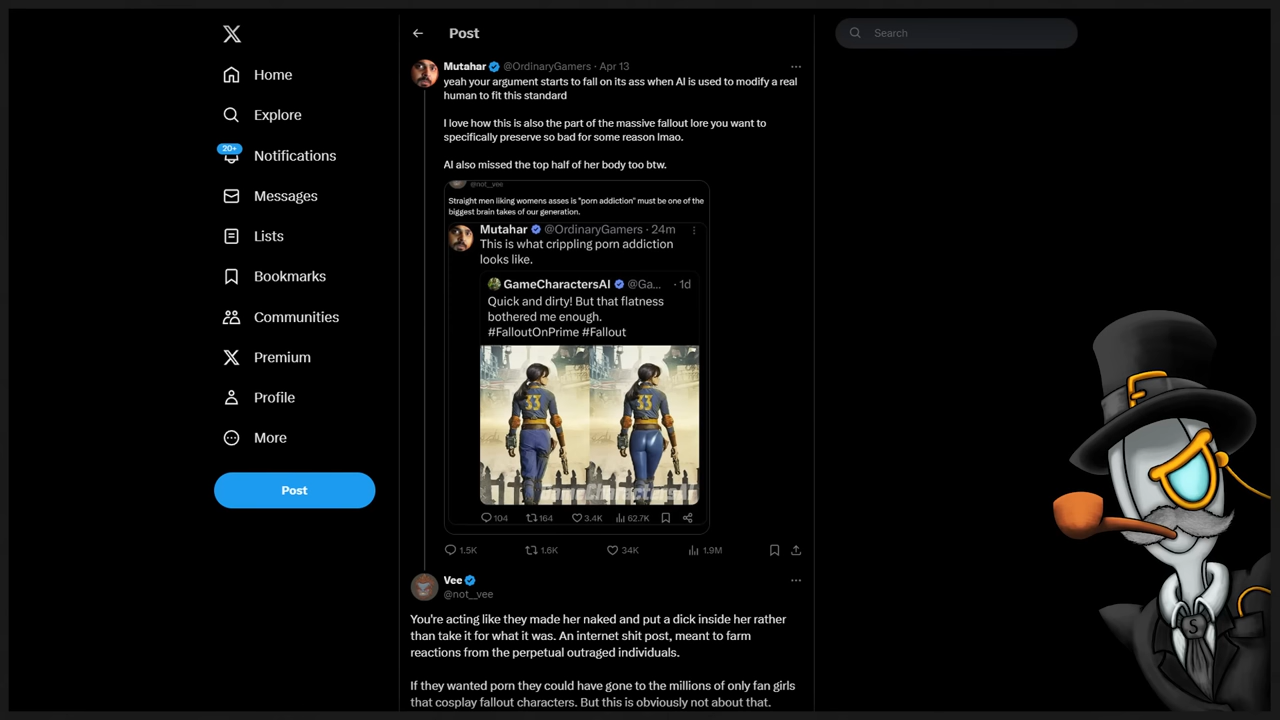 Post
Search
Home
Explore
20+
Notifications
Messages
Lists
Bookmarks
Communities
Premium
Profile
More
Post
Mutahar @OrdinaryGamers · Apr 13
yeah your argument starts to fall on its ass when AI is used to modify a real
human to fit this standard
I love how this is also the part of the massive fallout lore you want to
specifically preserve so bad for some reason lmao.
AI also missed the top half of her body too btw.
@not_vee
Straight men liking womens asses is "porn addiction" must be one of the
biggest brain takes of our generation.
Mutahar @OrdinaryGamers · 24m
This is what crippling porn addiction
looks like.
GameCharactersAI @Ga... · 1d
Quick and dirty! But that flatness
bothered me enough.
#FalloutOnPrime #Fallout
33
33
GameCharactersAI
104 164 3.4K 62.7K
1.5K 1.6K 34K 1.9M
Vee
@not_vee
You're acting like they made her naked and put a dick inside her rather
than take it for what it was. An internet shit post, meant to farm
reactions from the perpetual outraged individuals.
If they wanted porn they could have gone to the millions of only fan girls
that cosplay fallout characters. But this is obviously not about that.
S